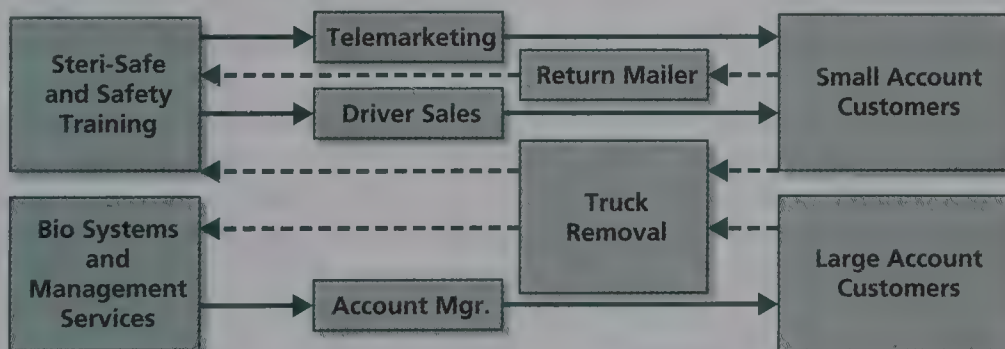 Steri-Safe
and Safety
Training
Telemarketing
Return Mailer
Driver Sales
Small Account
Customers
Truck
Removal
Bio Systems
and
Management
Services
Account Mgr.
Large Account
Customers